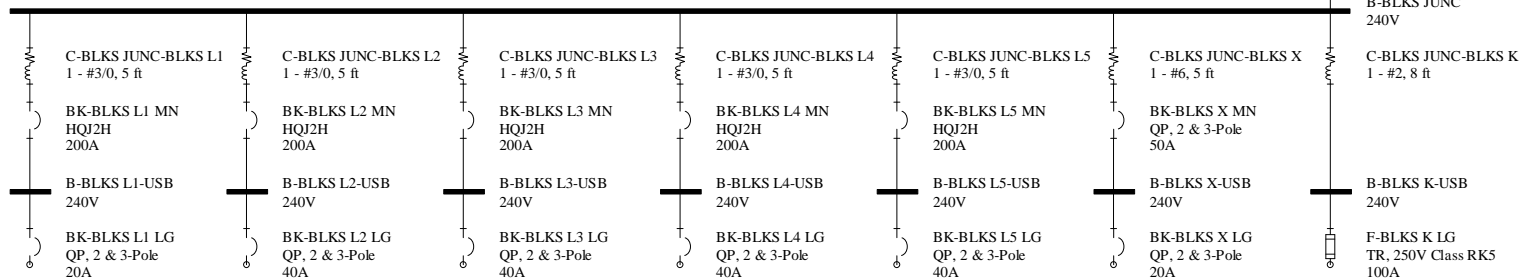 B-BLKS JUNC
240V
C-BLKS JUNC-BLKS L1
1 - #3/0, 5 ft
C-BLKS JUNC-BLKS L2
1 - #3/0, 5 ft
C-BLKS JUNC-BLKS L3
1 - #3/0, 5 ft
C-BLKS JUNC-BLKS L4
1 - #3/0, 5 ft
C-BLKS JUNC-BLKS L5
1 - #3/0, 5 ft
C-BLKS JUNC-BLKS X
1 - #6, 5 ft
C-BLKS JUNC-BLKS K
1 - #2, 8 ft
BK-BLKS L1 MN
HQJ2H
200A
BK-BLKS L2 MN
HQJ2H
200A
BK-BLKS L3 MN
HQJ2H
200A
BK-BLKS L4 MN
HQJ2H
200A
BK-BLKS L5 MN
HQJ2H
200A
BK-BLKS X MN
QP, 2 & 3-Pole
50A
B-BLKS L1-USB
240V
B-BLKS L2-USB
240V
B-BLKS L3-USB
240V
B-BLKS L4-USB
240V
B-BLKS L5-USB
240V
B-BLKS X-USB
240V
B-BLKS K-USB
240V
BK-BLKS L1 LG
QP, 2 & 3-Pole
20A
BK-BLKS L2 LG
QP, 2 & 3-Pole
40A
BK-BLKS L3 LG
QP, 2 & 3-Pole
40A
BK-BLKS L4 LG
QP, 2 & 3-Pole
40A
BK-BLKS L5 LG
QP, 2 & 3-Pole
40A
BK-BLKS X LG
QP, 2 & 3-Pole
20A
F-BLKS K LG
TR, 250V Class RK5
100A